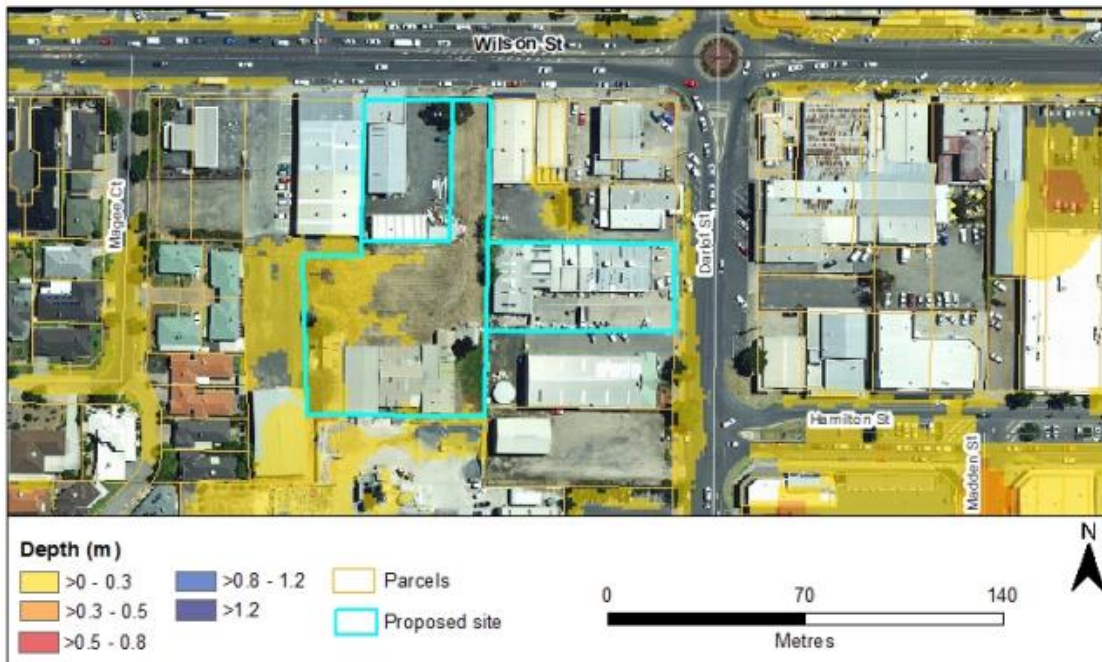 Wilson St
Magee Ct
Darlot St
Hamilton St
Madden St
N
Depth (m)
>0 - 0.3
>0.3 - 0.5
>0.5 - 0.8
>0.8 - 1.2
>1.2
Parcels
Proposed site
0 70 140
Metres